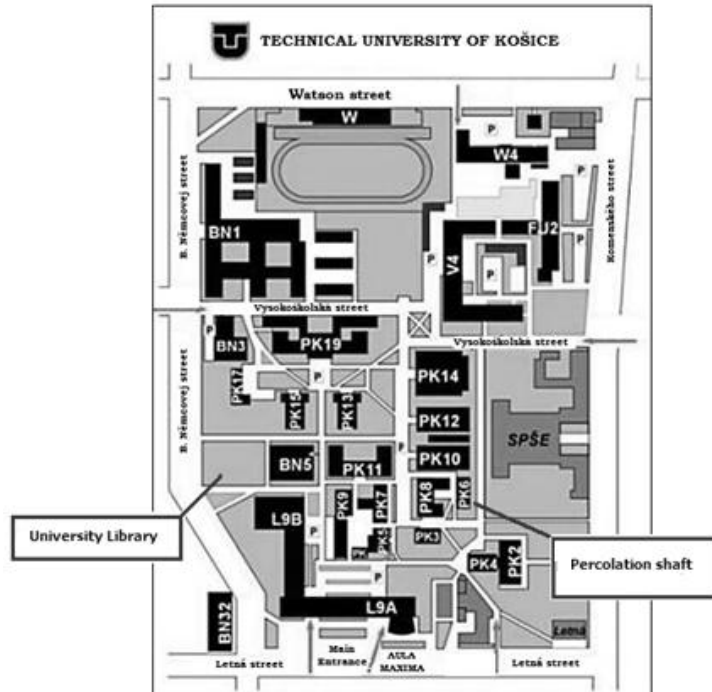 TECHNICAL UNIVERSITY OF KOŠICE
Watson street
W
P
P
W4
P
B. Němcovej street
Komenského street
BN1
FU2
P
V4
P
P
Vysokoškolská street
P
BN3
PK19
Vysokoškolská street
PK17
P
PK14
PK15
PK13
B. Němcovej street
PK12
SPŠE
P
BN5
PK11
PK10
PK8
PK6
PK9
PK7
University Library
L9B
P
PK5
PK3
Percolation shaft
PK4
PK2
P
L9A
BN32
Letná
Main
Entrance
AULA
MAXIMA
Letná street
Letná street